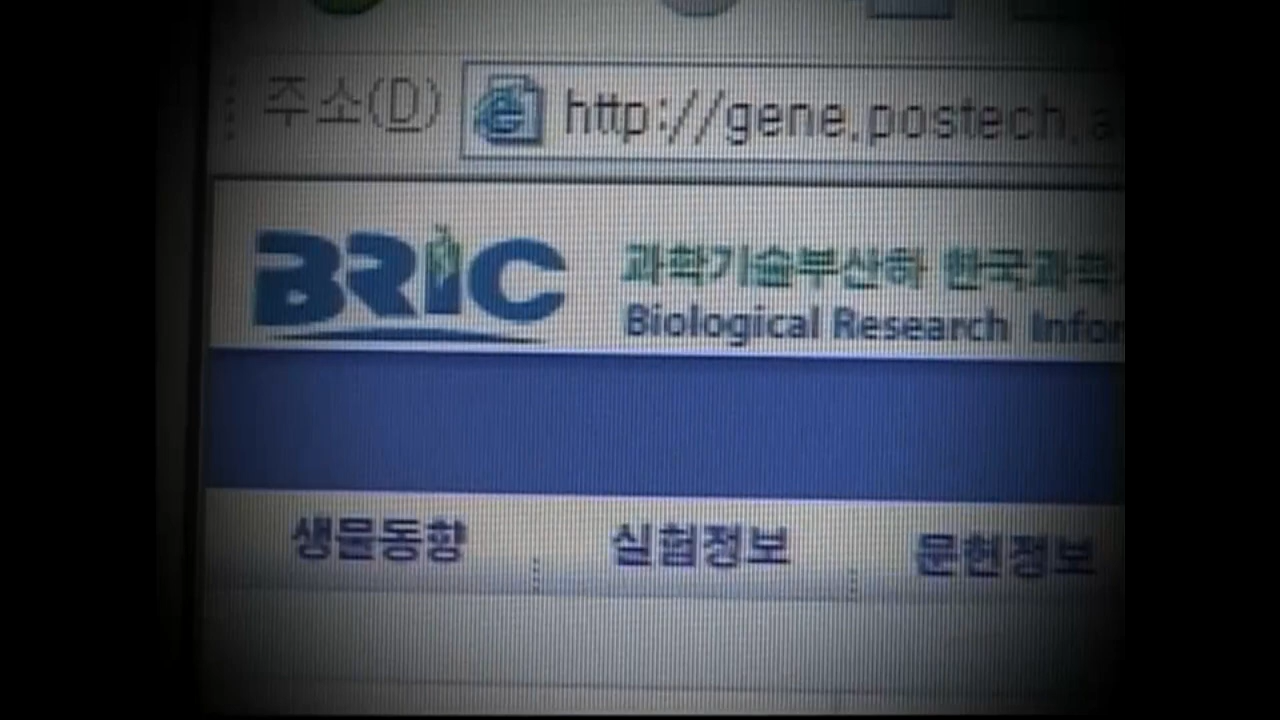 주소(D) http://gene.postech.a
BRIC 과학기술부산하 한국과학
Biological Research Infor
생물동향 실험정보 문헌정보